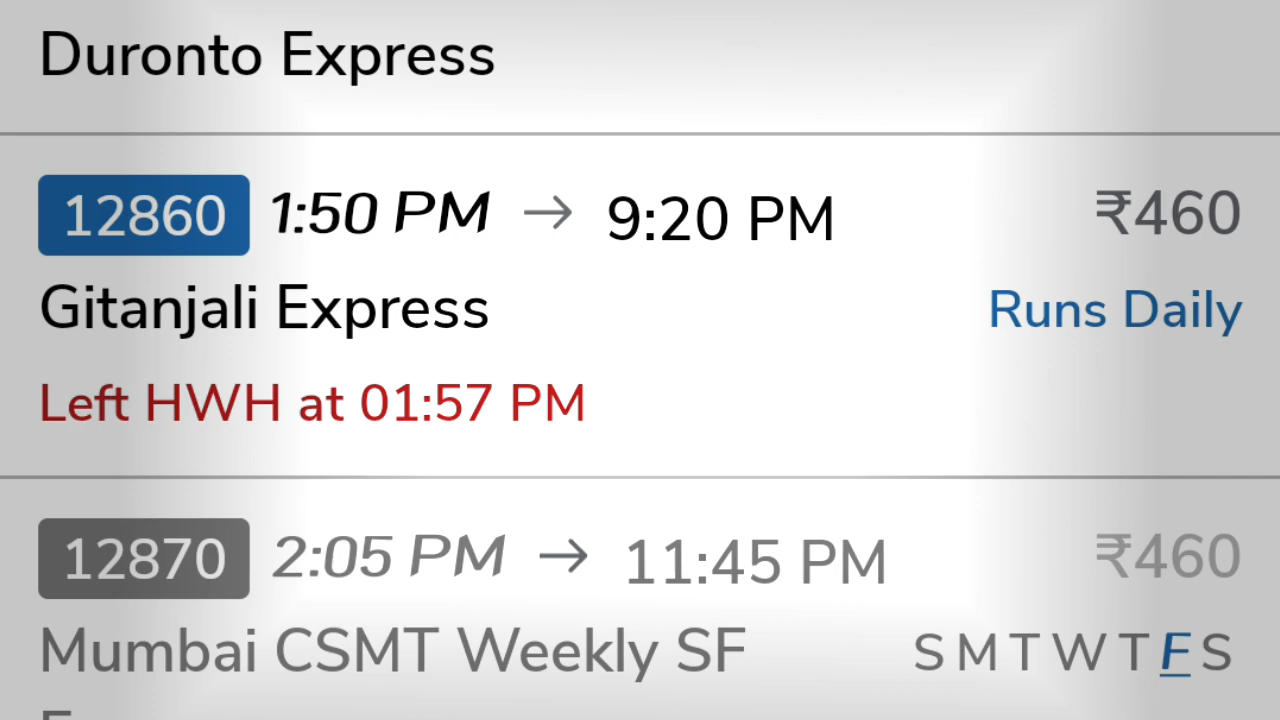 Duronto Express
12860 1:50 PM → 9:20 PM ₹460
Gitanjali Express Runs Daily
Left HWH at 01:57 PM
12870 2:05 PM → 11:45 PM ₹460
Mumbai CSMT Weekly SF S M T W T F S